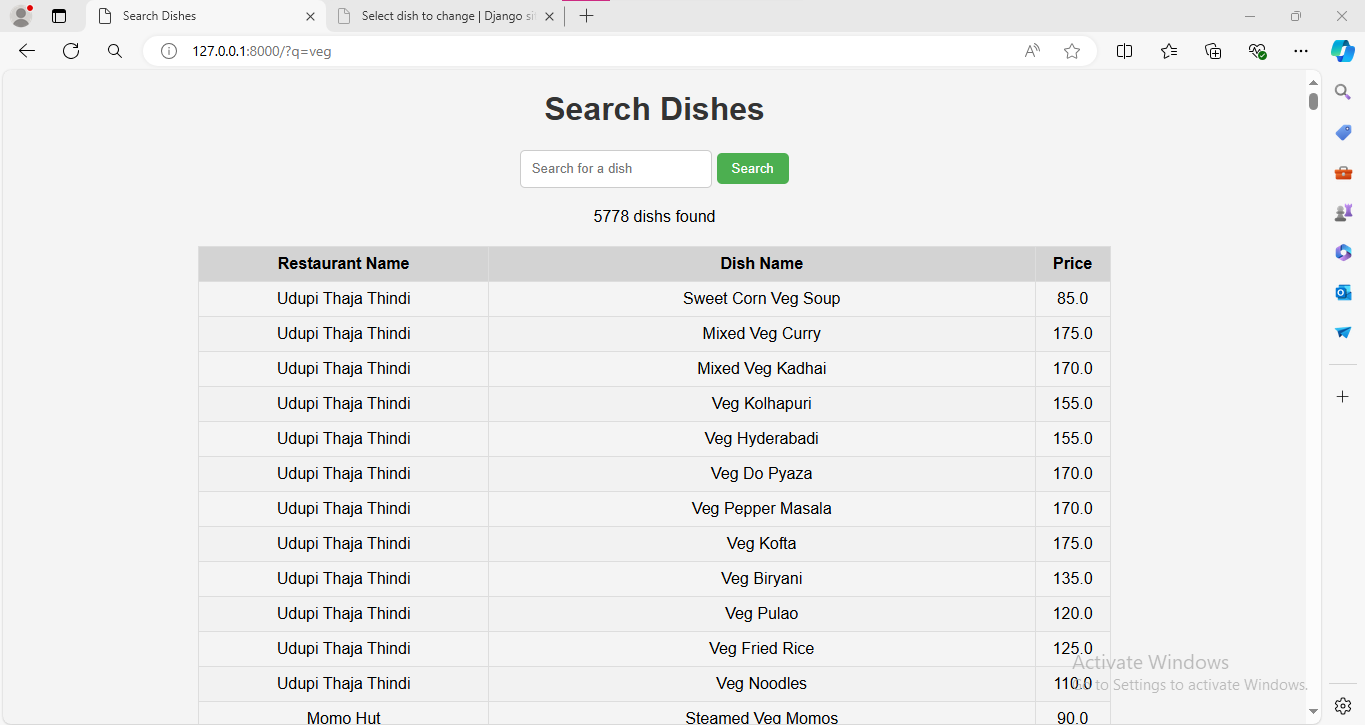 Search Dishes
Select dish to change | Django si
127.0.0.1:8000/?q=veg
Search Dishes
Search for a dish Search
5778 dishs found
Restaurant Name Dish Name Price
Udupi Thaja Thindi Sweet Corn Veg Soup 85.0
Udupi Thaja Thindi Mixed Veg Curry 175.0
Udupi Thaja Thindi Mixed Veg Kadhai 170.0
Udupi Thaja Thindi Veg Kolhapuri 155.0
Udupi Thaja Thindi Veg Hyderabadi 155.0
Udupi Thaja Thindi Veg Do Pyaza 170.0
Udupi Thaja Thindi Veg Pepper Masala 170.0
Udupi Thaja Thindi Veg Kofta 175.0
Udupi Thaja Thindi Veg Biryani 135.0
Udupi Thaja Thindi Veg Pulao 120.0
Udupi Thaja Thindi Veg Fried Rice 125.0
Activate Windows
Udupi Thaja Thindi Veg Noodles 110.0
Go to Settings to activate Windows.
Momo Hut Steamed Veg Momos 90.0